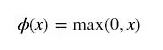 ϕ(x) = max(0, x)